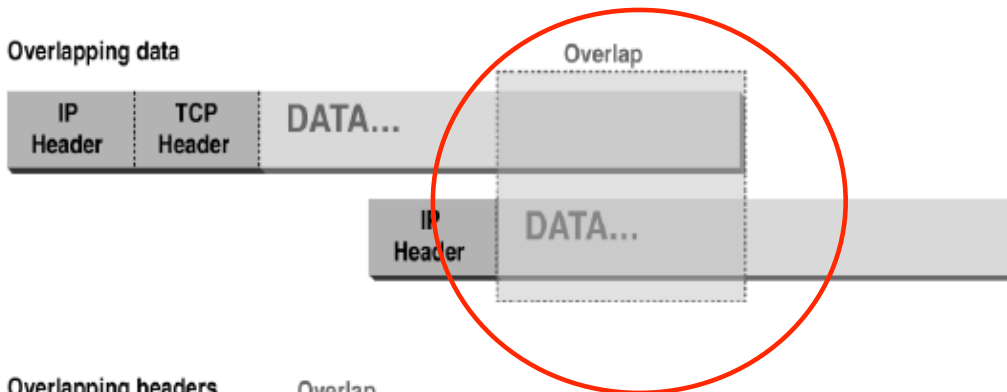 Overlapping data
Overlap
IP Header
TCP Header
DATA...
IP Header
DATA...
Overlapping headers
Overlap